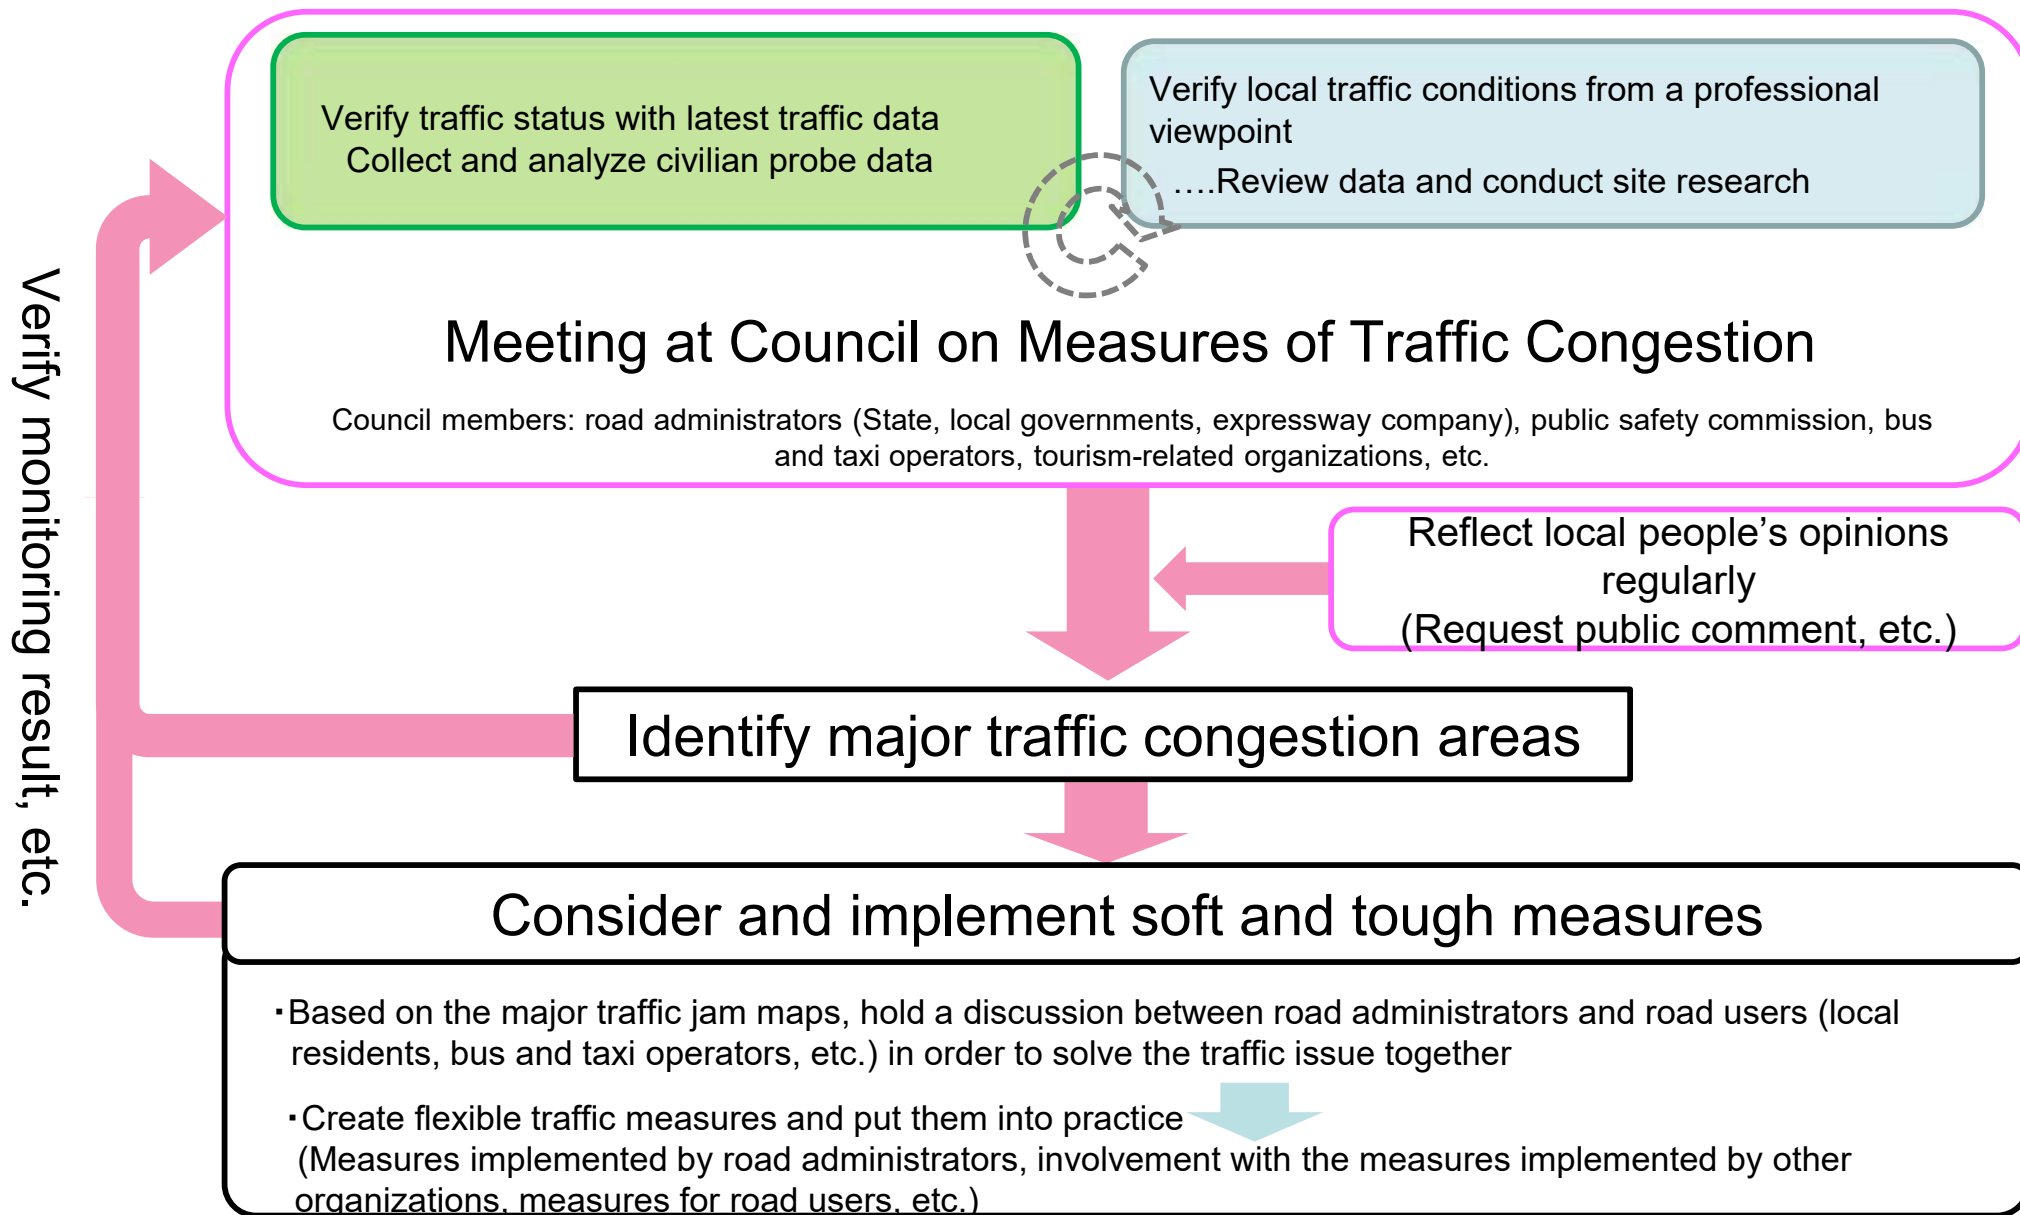 Verify traffic status with latest traffic data
Collect and analyze civilian probe data
Verify local traffic conditions from a professional
viewpoint
….Review data and conduct site research
Meeting at Council on Measures of Traffic Congestion
Council members: road administrators (State, local governments, expressway company), public safety commission, bus
and taxi operators, tourism-related organizations, etc.
Verify monitoring result, etc.
Reflect local people’s opinions
regularly
(Request public comment, etc.)
Identify major traffic congestion areas
Consider and implement soft and tough measures
・Based on the major traffic jam maps, hold a discussion between road administrators and road users (local
residents, bus and taxi operators, etc.) in order to solve the traffic issue together
・Create flexible traffic measures and put them into practice
(Measures implemented by road administrators, involvement with the measures implemented by other
organizations, measures for road users, etc.)